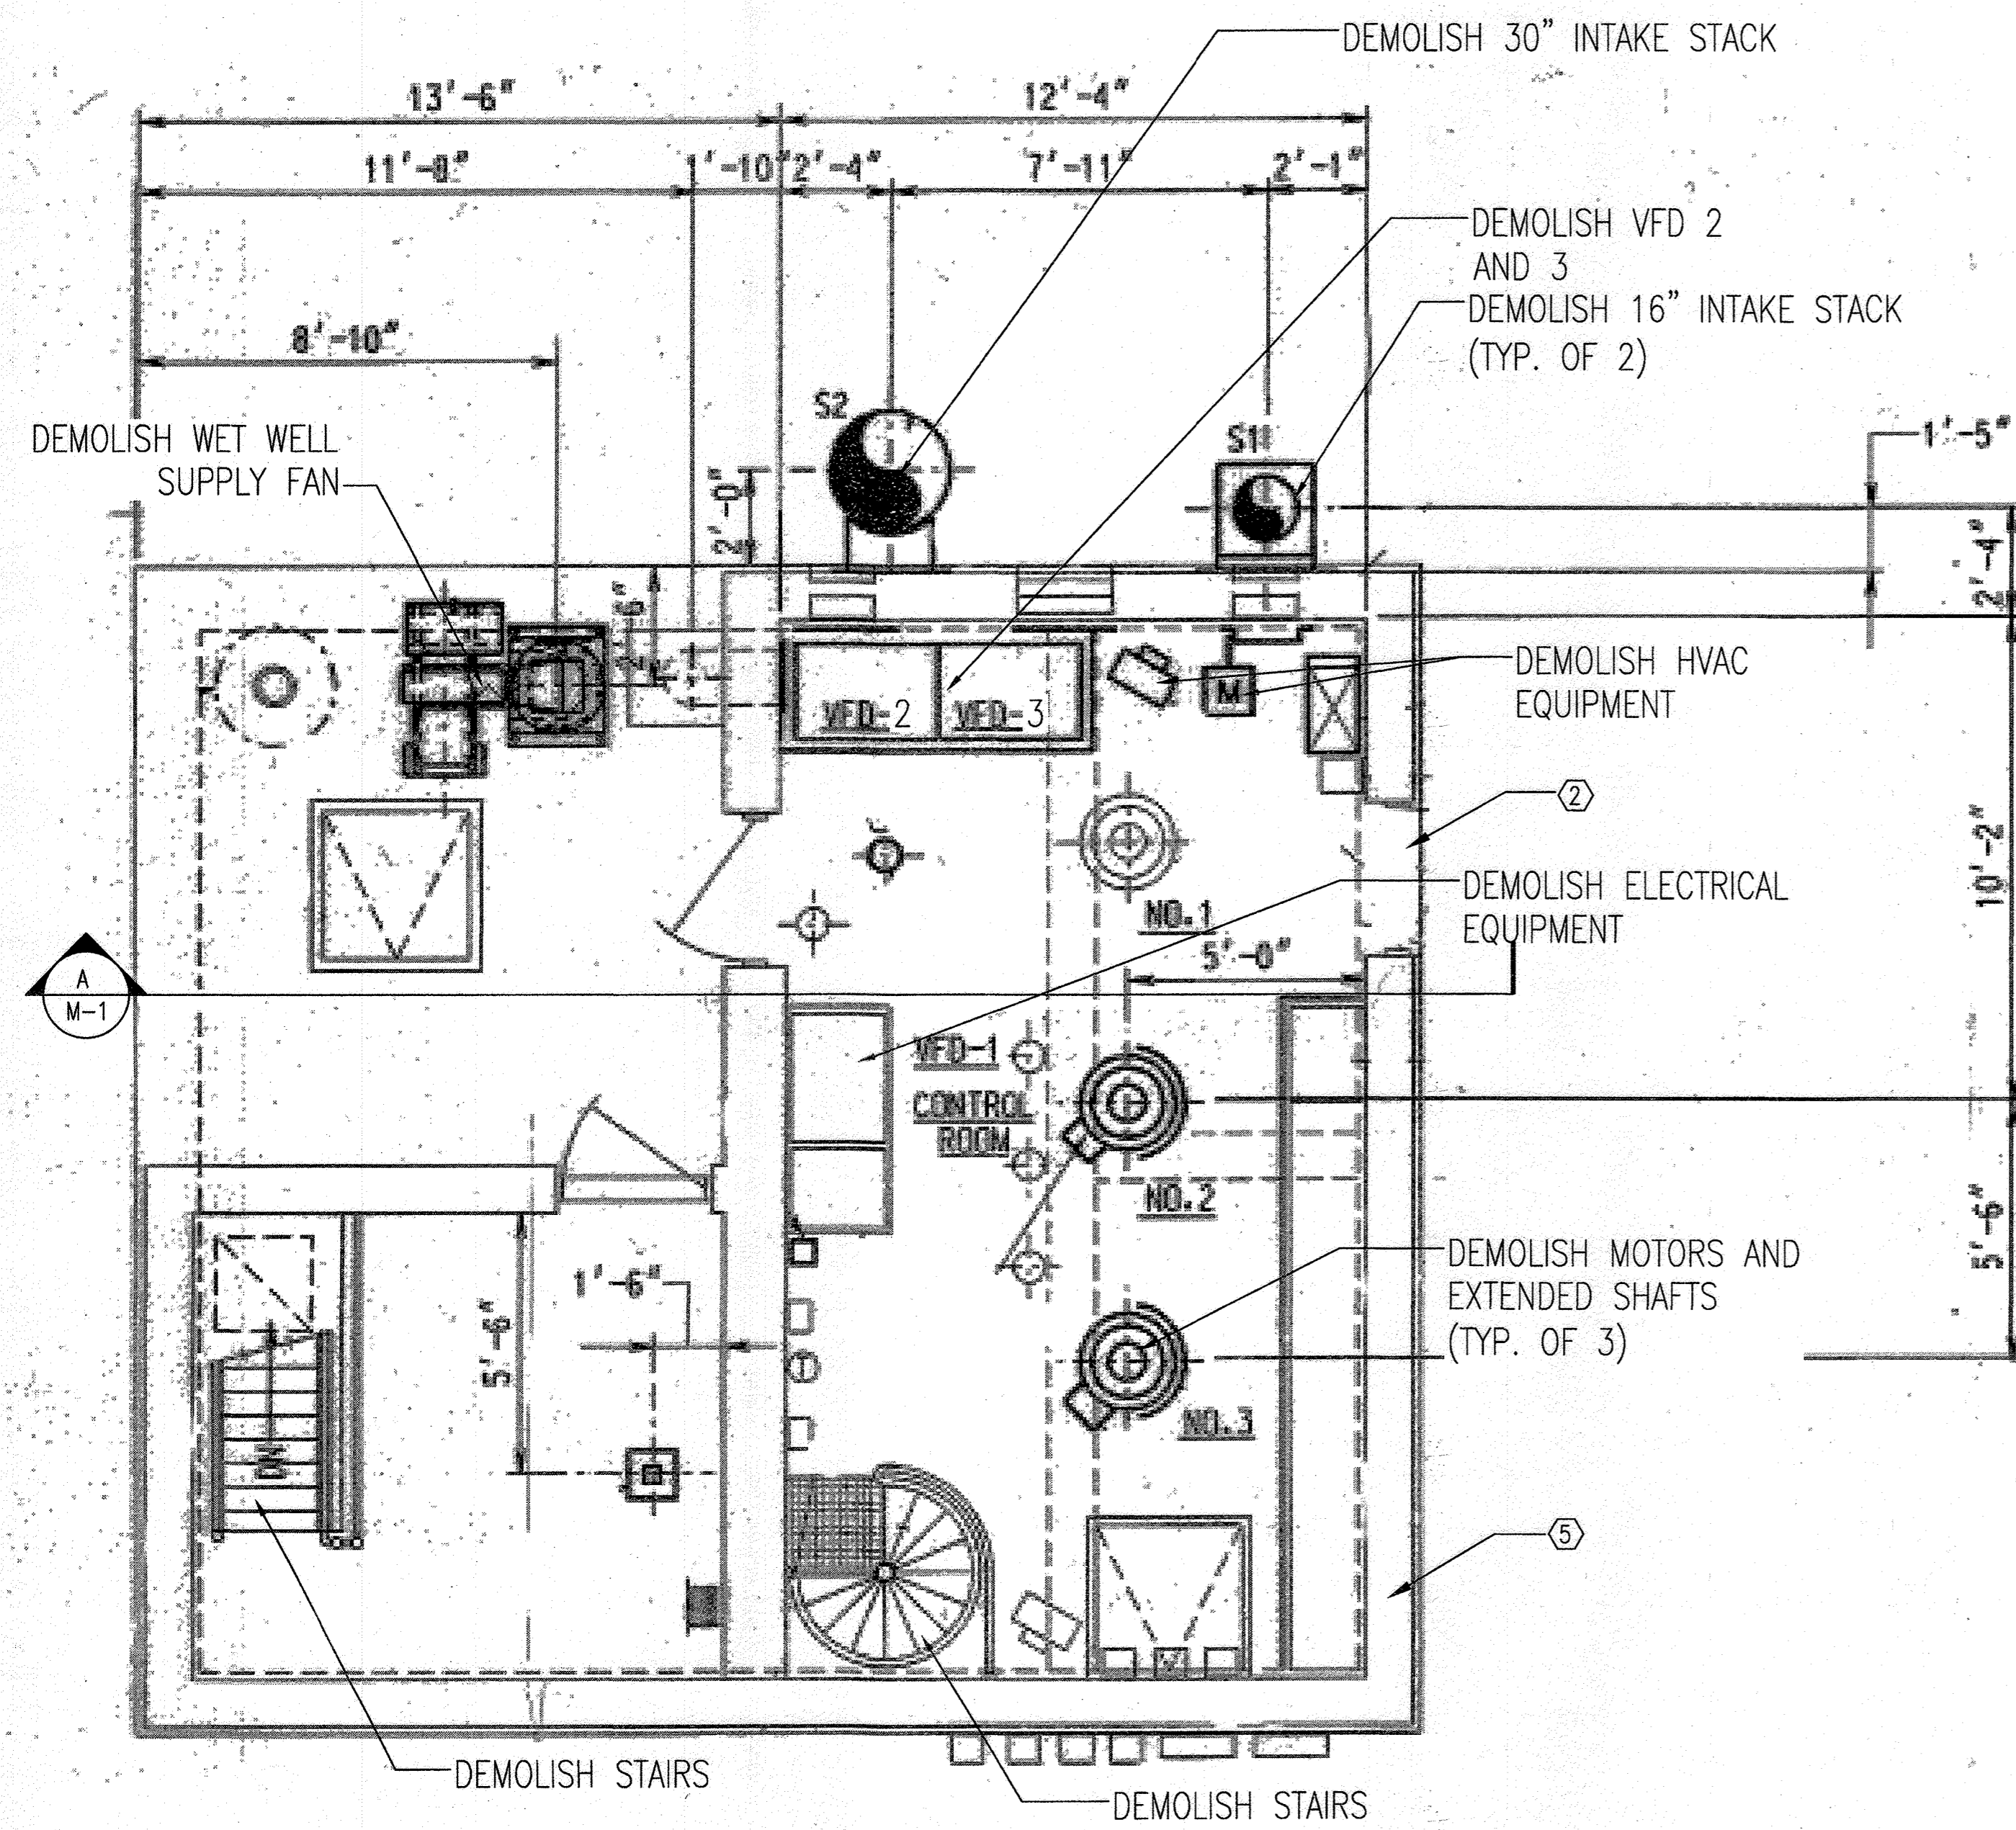 DEMOLISH 30" INTAKE STACK
13'-6"
12'-4"
11'-8"
1'-10"
2'-4"
7'-11"
2'-1"
DEMOLISH VFD 2
AND 3
DEMOLISH 16" INTAKE STACK
(TYP. OF 2)
8'-10"
S2
S1
1'-5"
DEMOLISH WET WELL
SUPPLY FAN
2'-0"
2'-4"
DEMOLISH HVAC
EQUIPMENT
M
VFD-2
VFD-3
2
10'-2"
DEMOLISH ELECTRICAL
EQUIPMENT
NO.1
5'-0"
A
M-1
VFD-1
CONTROL
ROOM
NO.2
5'-6"
DEMOLISH MOTORS AND
EXTENDED SHAFTS
(TYP. OF 3)
1'-6"
5'-6"
NO.3
DN
5
DEMOLISH STAIRS
DEMOLISH STAIRS